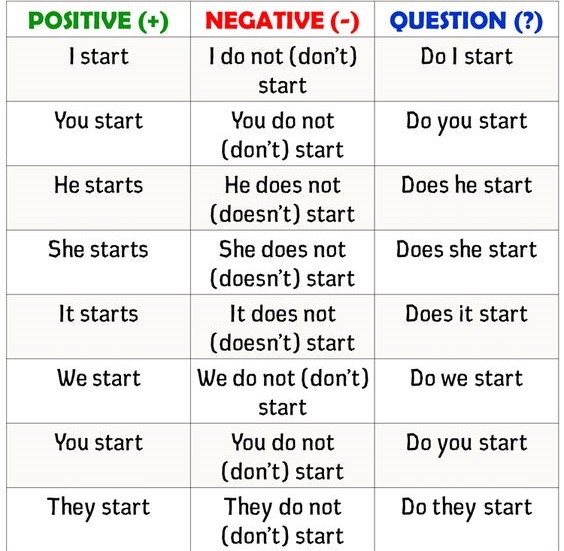 POSITIVE (+) NEGATIVE (-) QUESTION (?)
I start I do not (don't) Do I start
start
You start You do not Do you start
(don't) start
He starts He does not Does he start
(doesn't) start
She starts She does not Does she start
(doesn't) start
It starts It does not Does it start
(doesn't) start
We start We do not (don't) Do we start
start
You start You do not Do you start
(don't) start
They start They do not Do they start
(don't) start